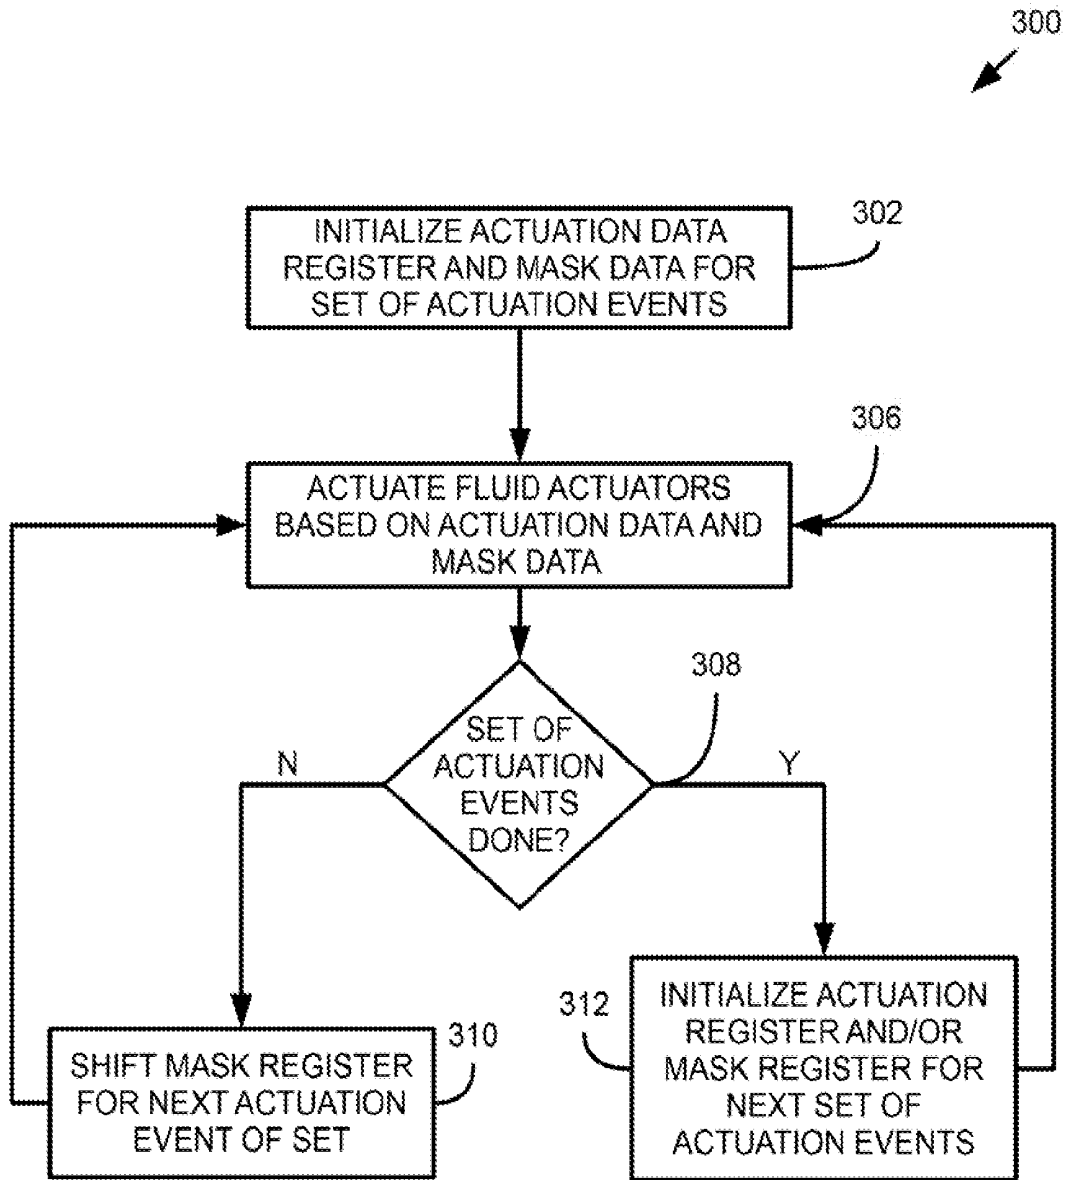 300
302
INITIALIZE ACTUATION DATA
REGISTER AND MASK DATA FOR
SET OF ACTUATION EVENTS
306
ACTUATE FLUID ACTUATORS
BASED ON ACTUATION DATA AND
MASK DATA
308
SET OF
ACTUATION
EVENTS
DONE?
N
Y
310
SHIFT MASK REGISTER
FOR NEXT ACTUATION
EVENT OF SET
312
INITIALIZE ACTUATION
REGISTER AND/OR
MASK REGISTER FOR
NEXT SET OF
ACTUATION EVENTS